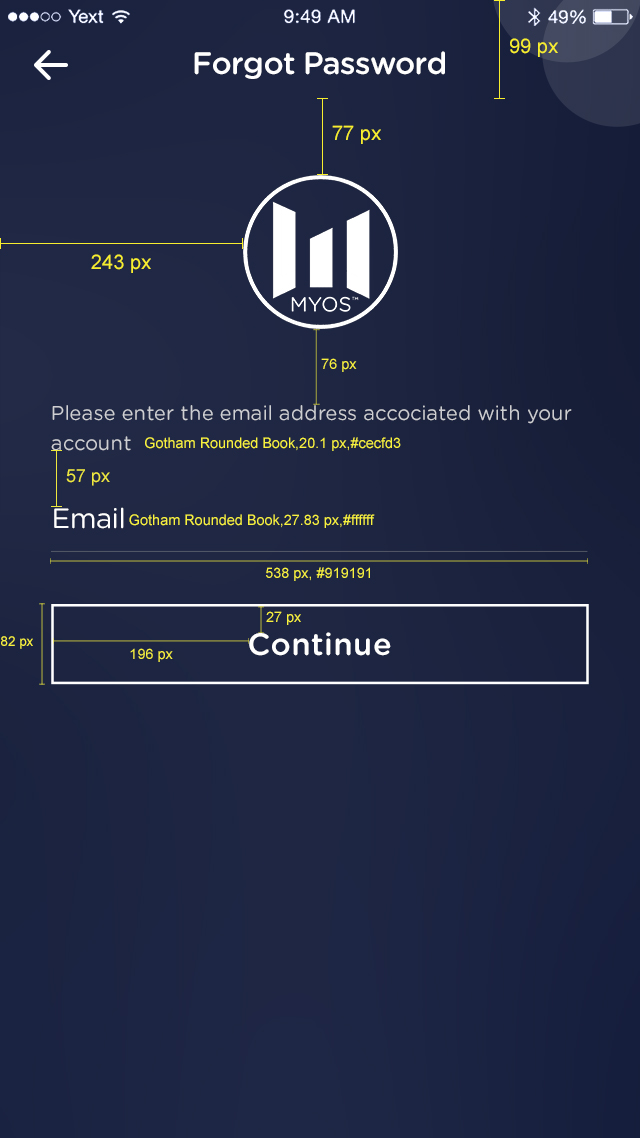 Yext 9:49 AM 49%
99 px
Forgot Password
77 px
243 px
MYOS™
76 px
Please enter the email address accociated with your
account Gotham Rounded Book,20.1 px,#cecfd3
57 px
Email Gotham Rounded Book,27.83 px,#ffffff
538 px, #919191
27 px
82 px
Continue
196 px